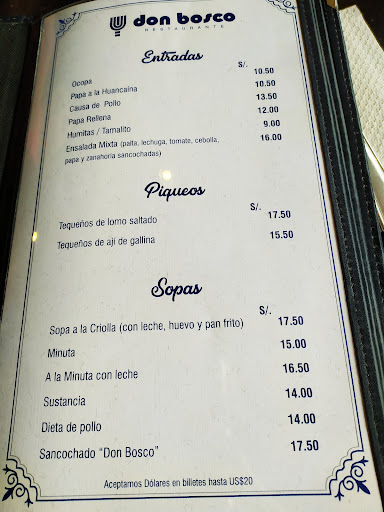 don bosco
RESTAURANTE
Entradas
S/.
Ocopa 10.50
Papa a la Huancaina 10.50
Causa de Pollo 13.50
Papa Rellena 12.00
Humitas / Tamalito 9.00
Ensalada Mixta (palta, lechuga, tomate, cebolla, 16.00
papa y zanahoria sancochadas)
Piqueos
S/.
Tequeños de lomo saltado 17.50
Tequeños de ají de gallina 15.50
Sopas
S/.
Sopa a la Criolla (con leche, huevo y pan frito) 17.50
Minuta 15.00
A la Minuta con leche 16.50
Sustancia 14.00
Dieta de pollo 14.00
Sancochado "Don Bosco" 17.50
Aceptamos Dólares en billetes hasta US$20